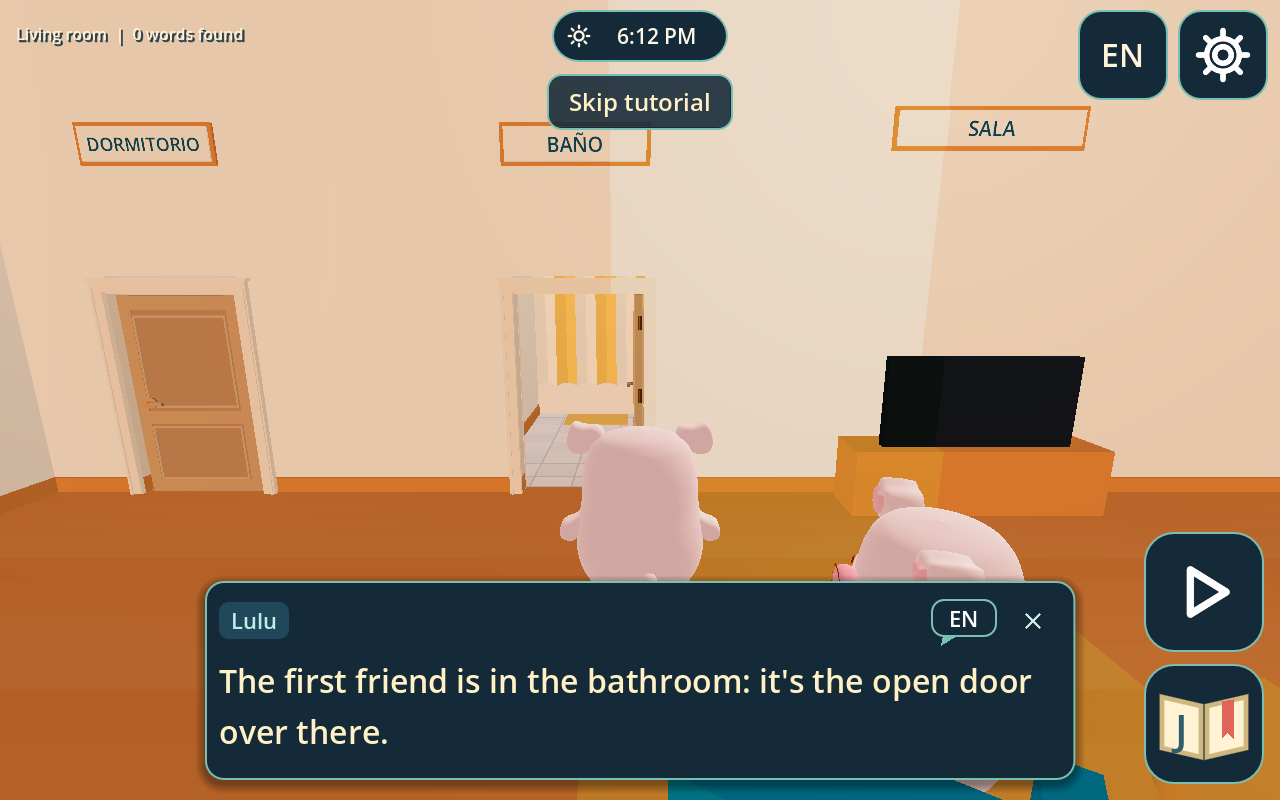 Living room | 0 words found
6:12 PM
EN
Skip tutorial
DORMITORIO
BAÑO
SALA
Lulu
EN
The first friend is in the bathroom: it's the open door
over there.
J